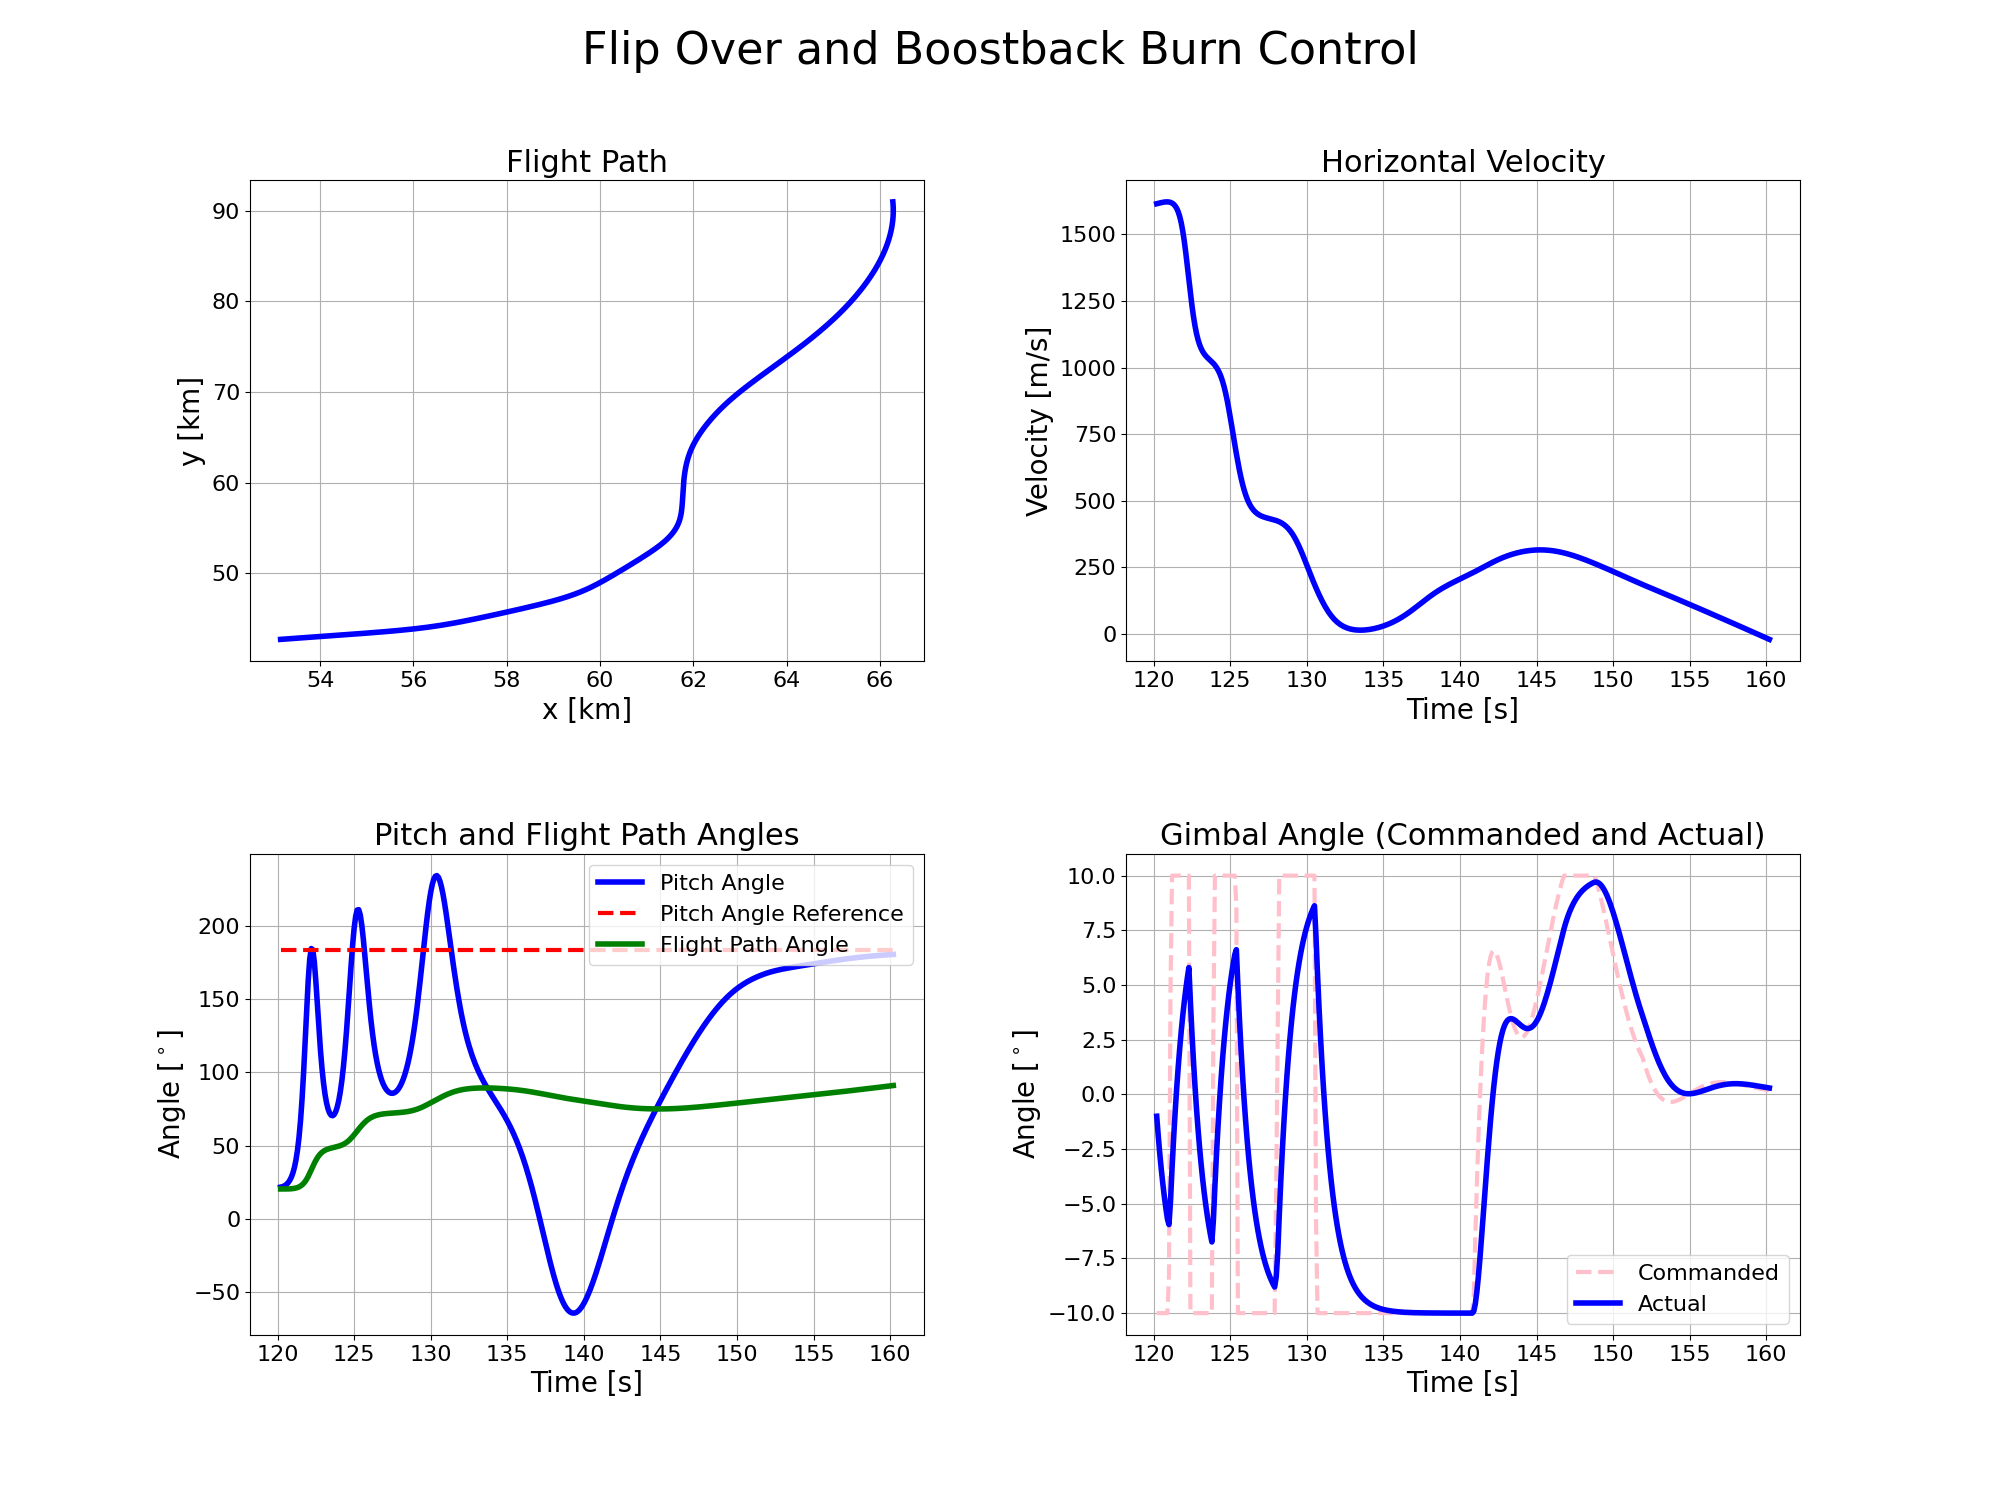 Flip Over and Boostback Burn Control
Flight Path
90
80
70
60
50
y [km]
54 56 58 60 62 64 66
x [km]
Horizontal Velocity
1500
1250
1000
750
500
250
0
Velocity [m/s]
120 125 130 135 140 145 150 155 160
Time [s]
Pitch and Flight Path Angles
200
150
100
50
0
−50
Angle [°]
Pitch Angle
Pitch Angle Reference
Flight Path Angle
120 125 130 135 140 145 150 155 160
Time [s]
Gimbal Angle (Commanded and Actual)
10.0
7.5
5.0
2.5
0.0
−2.5
−5.0
−7.5
−10.0
Angle [°]
Commanded
Actual
120 125 130 135 140 145 150 155 160
Time [s]